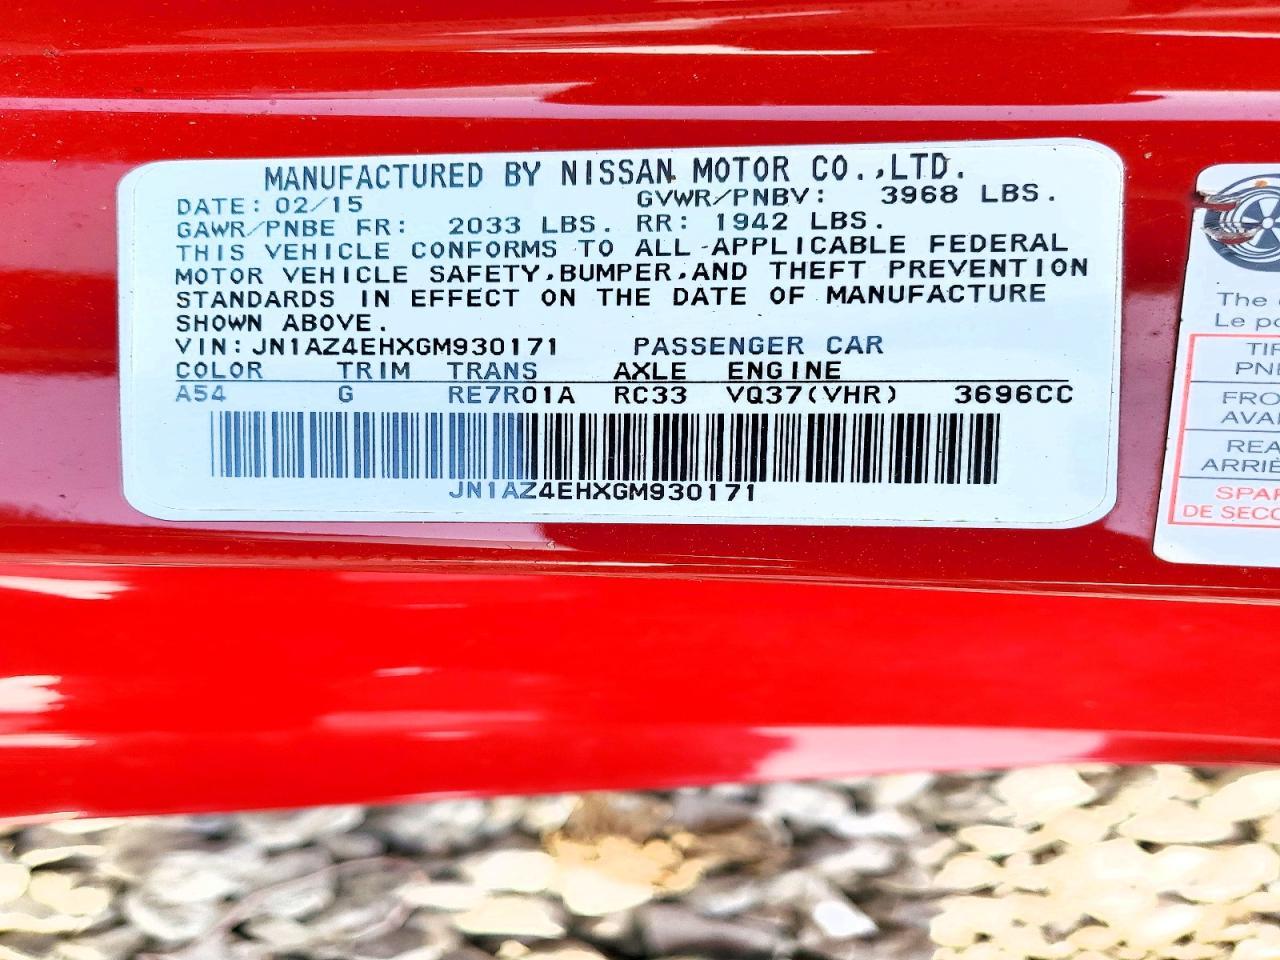 MANUFACTURED BY NISSAN MOTOR CO.,LTD.
DATE: 02/15 GVWR/PNBV: 3968 LBS.
GAWR/PNBE FR: 2033 LBS. RR: 1942 LBS.
THIS VEHICLE CONFORMS TO ALL APPLICABLE FEDERAL
MOTOR VEHICLE SAFETY,BUMPER,AND THEFT PREVENTION
STANDARDS IN EFFECT ON THE DATE OF MANUFACTURE
SHOWN ABOVE.
VIN: JN1AZ4EHXGM930171 PASSENGER CAR
COLOR TRIM TRANS AXLE ENGINE
A54 G RE7R01A RC33 VQ37(VHR) 3696CC
JN1AZ4EHXGM930171
The
Le
DE